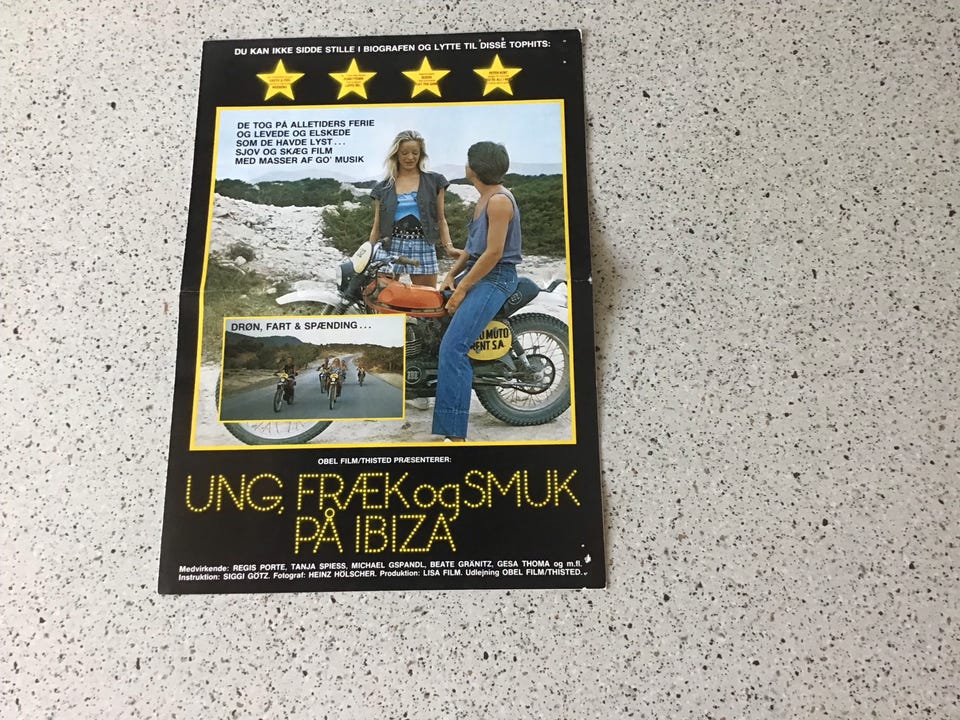 DU KAN IKKE SIDDE STILLE I BIOGRAFEN OG LYTTE TIL DISSE TOPHITS:
DE TOG PÅ ALLETIDERS FERIE
OG LEVEDE OG ELSKEDE
SOM DE HAVDE LYST...
SJOV OG SKÆG FILM
MED MASSER AF GO' MUSIK
MOTO
RENT S.A.
DRØN, FART & SPÆNDING...
OBEL FILM/THISTED PRÆSENTERER:
UNG, FRÆK og SMUK
PÅ IBIZA
Medvirkende: REGIS PORTE, TANJA SPIESS, MICHAEL GSPANDL, BEATE GRÄNITZ, GESA THOMA og m.fl.
Instruktion: SIGGI GÖTZ. Fotograf: HEINZ HÖLSCHER. Produktion: LISA FILM. Udlejning OBEL FILM/THISTED.